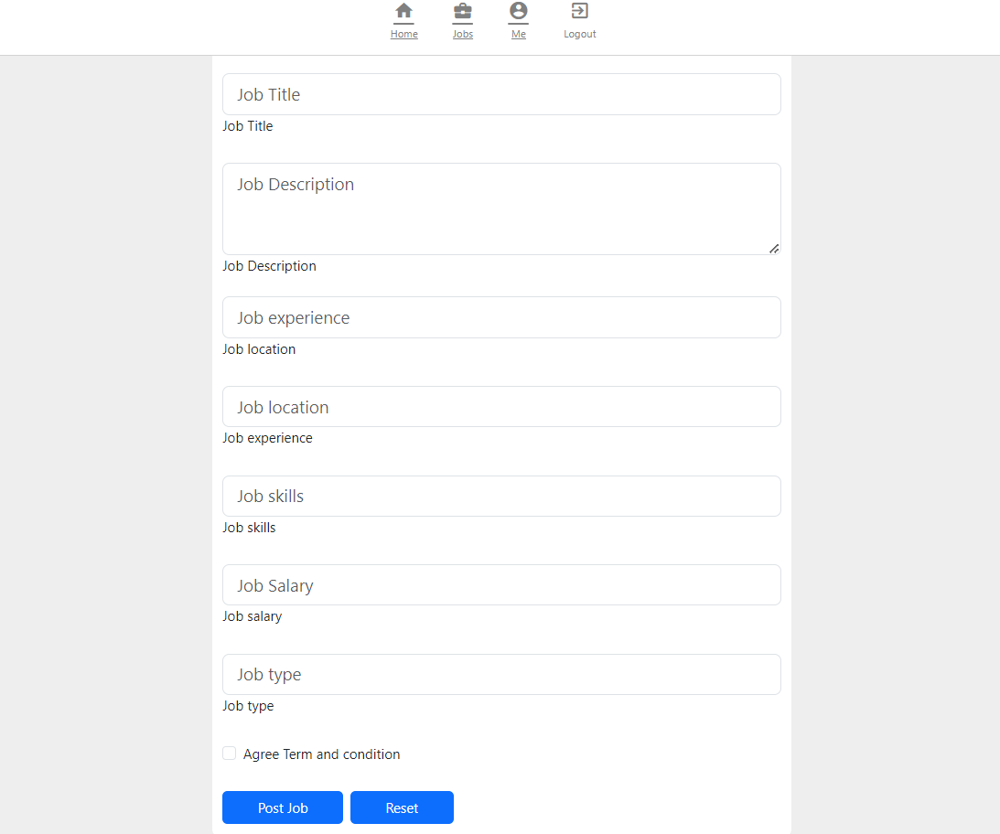 Home Jobs Me Logout
Job Title
Job Title
Job Description
Job Description
Job experience
Job location
Job location
Job experience
Job skills
Job skills
Job Salary
Job salary
Job type
Job type
Agree Term and condition
Post Job Reset